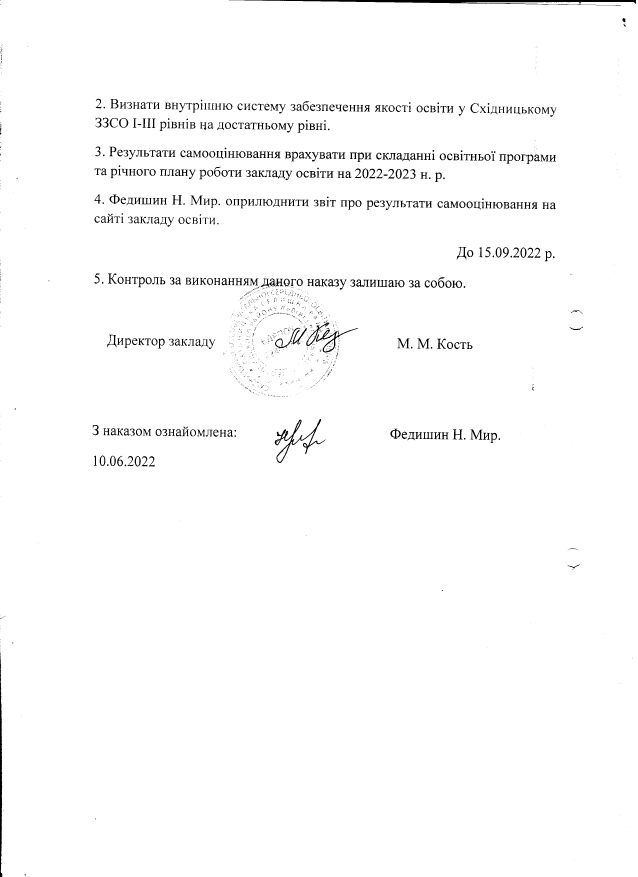 2. Визнати внутрішню систему забезпечення якості освіти у Східницькому
ЗЗСО І-ІІІ рівнів на достатньому рівні.
3. Результати самооцінювання врахувати при складанні освітньої програми
та річного плану роботи закладу освіти на 2022-2023 н. р.
4. Федишин Н. Мир. оприлюднити звіт про результати самооцінювання на
сайті закладу освіти.
До 15.09.2022 р.
5. Контроль за виконанням даного наказу залишаю за собою.
Директор закладу М. М. Кость
З наказом ознайомлена: Федишин Н. Мир.
10.06.2022